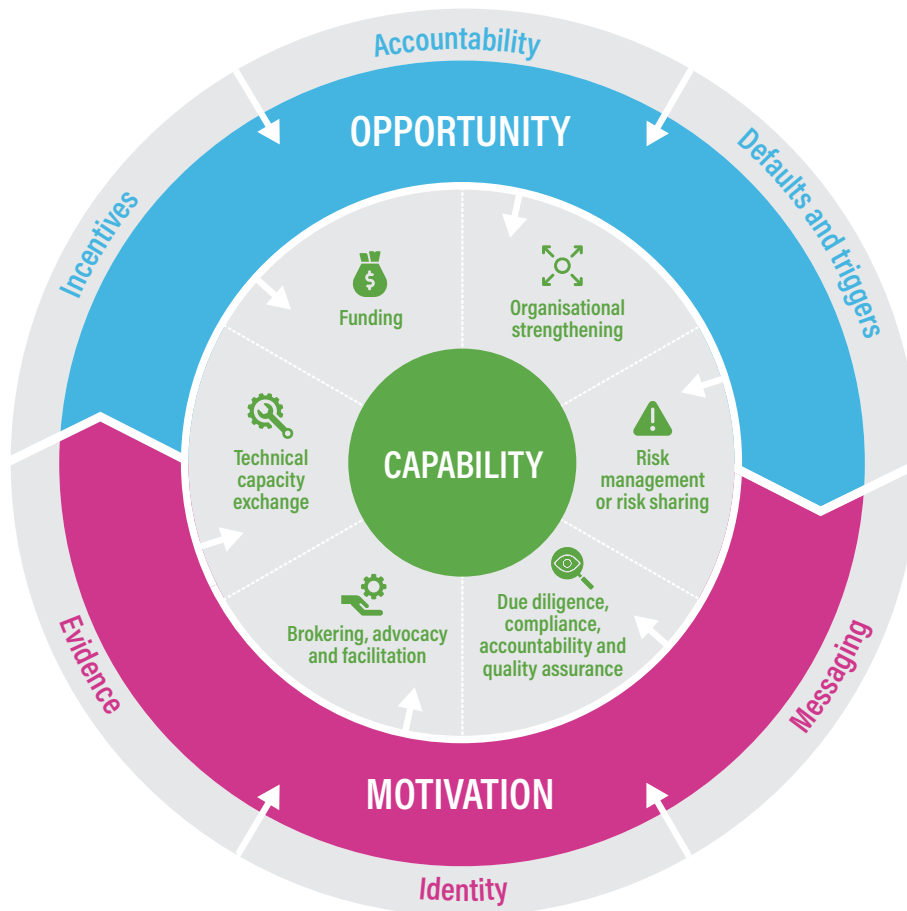 Accountability
OPPORTUNITY
Incentives
Defaults and triggers
$
Funding
Organisational
strengthening
Technical
capacity
exchange
CAPABILITY
Risk
management
or risk sharing
Brokering, advocacy
and facilitation
Due diligence,
compliance,
accountability and
quality assurance
Evidence
Messaging
MOTIVATION
Identity